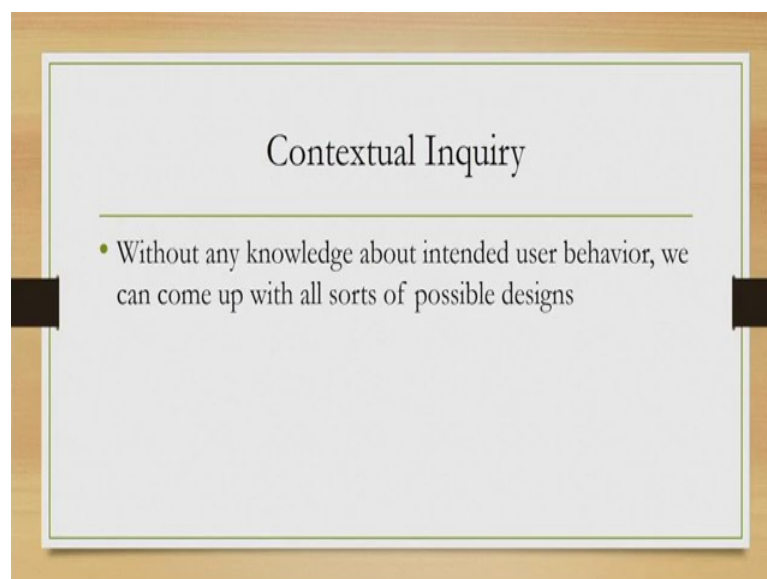 Contextual Inquiry
• Without any knowledge about intended user behavior, we
can come up with all sorts of possible designs